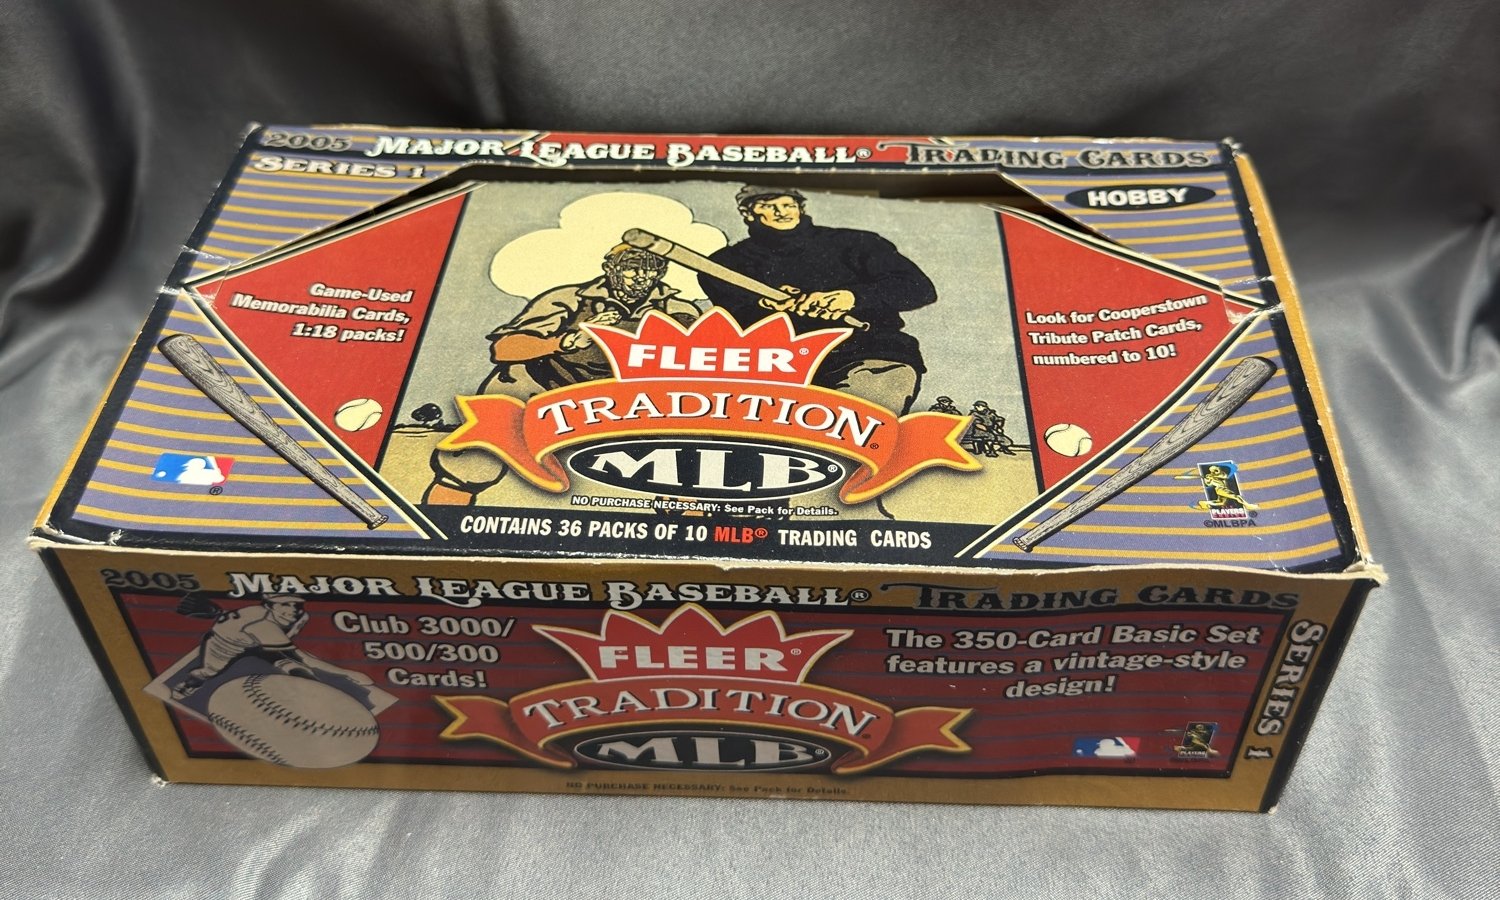 2005 MAJOR LEAGUE BASEBALL® TRADING CARDS
SERIES 1
HOBBY
Game-Used
Memorabilia Cards,
1:18 packs!
Look for Cooperstown
Tribute Patch Cards,
numbered to 10!
FLEER®
TRADITION®
MLB®
NO PURCHASE NECESSARY: See Pack for Details.
CONTAINS 36 PACKS OF 10 MLB® TRADING CARDS
®
PLAYERS
©MLBPA
2005 MAJOR LEAGUE BASEBALL® TRADING CARDS
Club 3000/
500/300
Cards!
FLEER®
TRADITION®
MLB®
The 350-Card Basic Set
features a vintage-style
design!
SERIES 1
PLAYERS
NO PURCHASE NECESSARY: See Pack for Details.